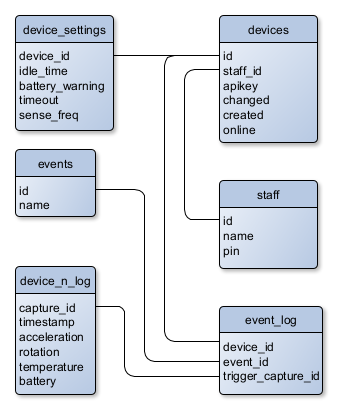 device_settings
device_id
idle_time
battery_warning
timeout
sense_freq
devices
id
staff_id
apikey
changed
created
online
events
id
name
staff
id
name
pin
device_n_log
capture_id
timestamp
acceleration
rotation
temperature
battery
event_log
device_id
event_id
trigger_capture_id